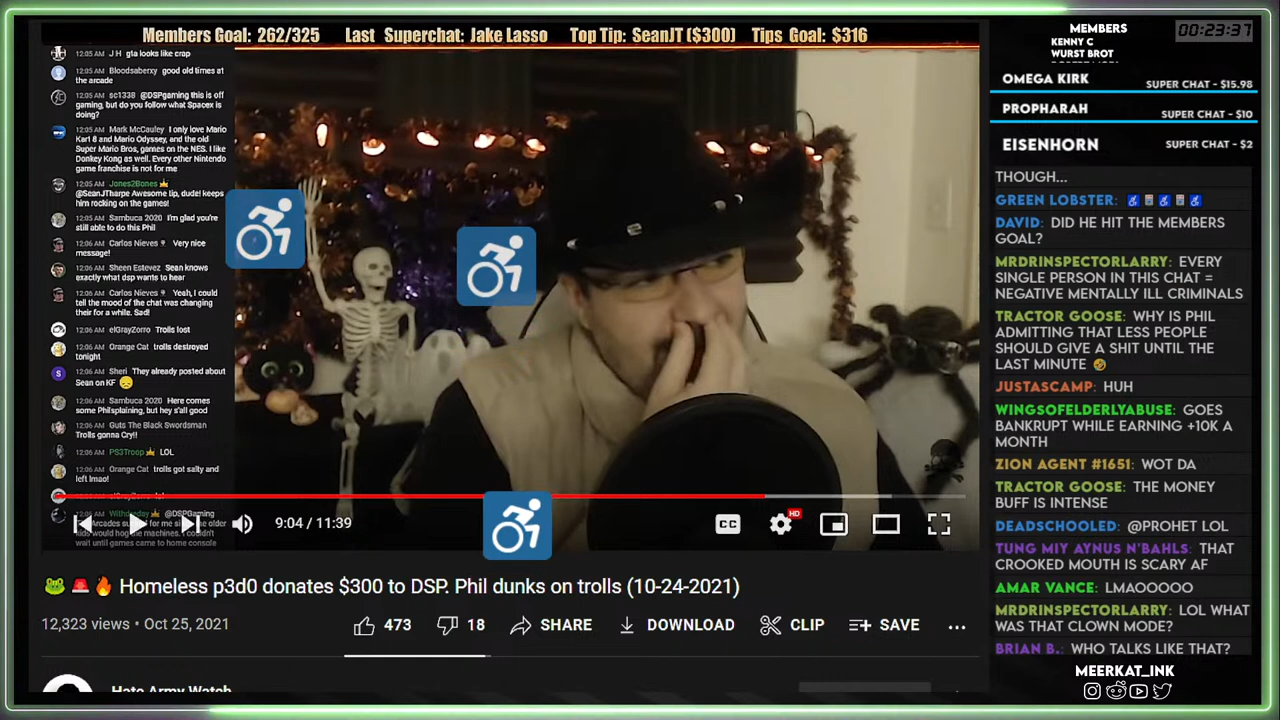 Members Goal: 262/325 Last Superchat: Jake Lasso Top Tip: SeanJT ($300) Tips Goal: $316
J H gta looks like crap
12:05 AM Bloodsaberxy good old times at
the arcade
12:05 AM sc1338 @DSPgaming this is off
gaming, but do you follow what Spacex is
doing?
12:05 AM Mark McCauley I only love Mario
Kart 8 and Mario Odyssey, and the old
Super Mario Bros, games on the NES. I like
Donkey Kong as well. Every other Nintendo
game franchise is not for me
12:05 AM Jones2Bones
@SeanJTharpe Awesome tip, dude! keeps
him rocking on the games!
12:05 AM Sambuca 2020 I'm glad you're
still able to do this Phil
12:06 AM Carlos Nieves Very nice
message!
12:06 AM Sheen Estevez Sean knows
exactly what dsp wants to hear
12:06 AM Carlos Nieves Yeah, I could
tell the mood of the chat was changing
their for a while. Sad!
12:06 AM elGrayZorro Trolls lost
12:06 AM Orange Cat trolls destroyed
tonight
12:06 AM Sheri They already posted about
Sean on KF
12:06 AM Sambuca 2020 Here comes
some Philsplaining, but hey s'all good
12:06 AM Guts The Black Swordsman
Trolls gonna Cry!!
12:06 AM PS3Troop LOL
12:06 AM Orange Cat trolls got salty and
left lmao!
@DSPGaming
wait until games came to home console
9:04 / 11:39
CC
HD
🐸 🚨 🔥 Homeless p3d0 donates $300 to DSP. Phil dunks on trolls (10-24-2021)
12,323 views • Oct 25, 2021
473
18
SHARE
DOWNLOAD
CLIP
SAVE
Hate Army Watch
MEMBERS
KENNY C
WURST BROT
00:23:37
OMEGA KIRK SUPER CHAT - $15.98
PROPHARAH SUPER CHAT - $10
EISENHORN SUPER CHAT - $2
THOUGH...
GREEN LOBSTER:
DAVID: DID HE HIT THE MEMBERS
GOAL?
MRDRINSPECTORLARRY: EVERY
SINGLE PERSON IN THIS CHAT =
NEGATIVE MENTALLY ILL CRIMINALS
TRACTOR GOOSE: WHY IS PHIL
ADMITTING THAT LESS PEOPLE
SHOULD GIVE A SHIT UNTIL THE
LAST MINUTE 🤣
JUSTASCAMP: HUH
WINGSOFELDERLYABUSE: GOES
BANKRUPT WHILE EARNING +10K A
MONTH
ZION AGENT #1651: WOT DA
TRACTOR GOOSE: THE MONEY
BUFF IS INTENSE
DEADSCHOOLED: @PROHET LOL
TUNG MIY AYNUS N'BAHLS: THAT
CROOKED MOUTH IS SCARY AF
AMAR VANCE: LMAOOOOO
MRDRINSPECTORLARRY: LOL WHAT
WAS THAT CLOWN MODE?
BRIAN B.: WHO TALKS LIKE THAT?
MEERKAT_INK